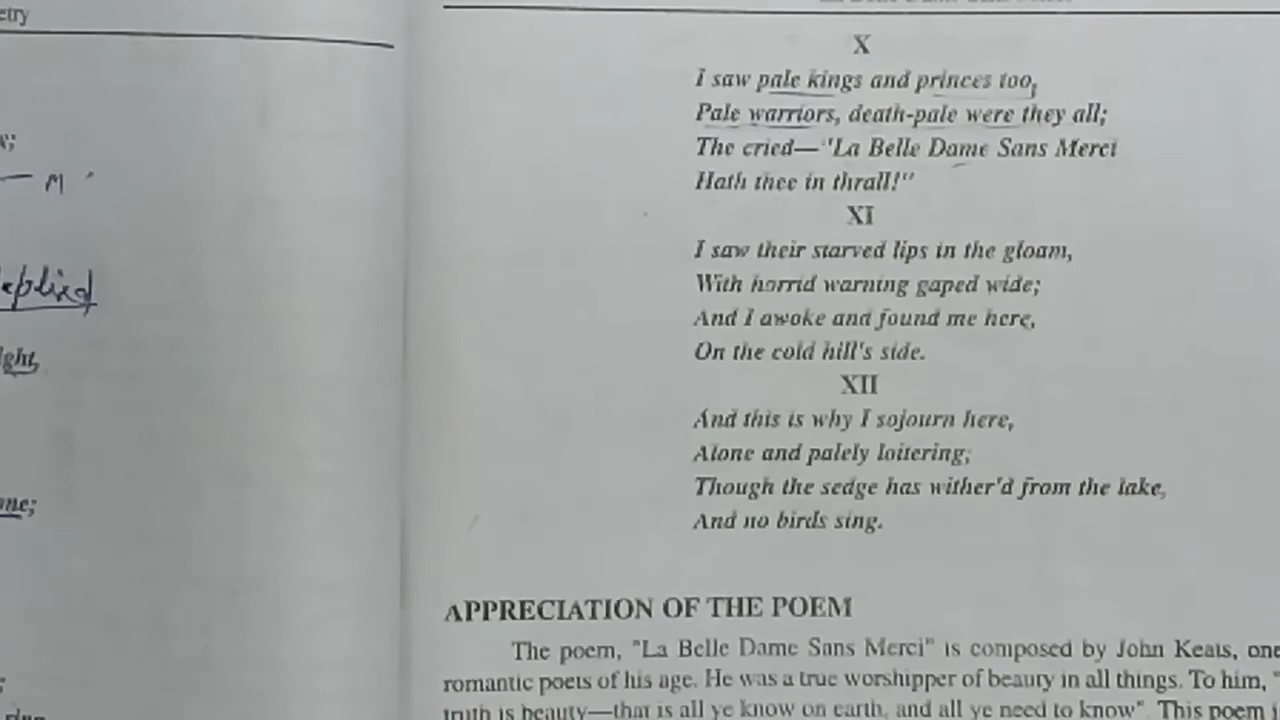 etry
M
ght,
one;
X
I saw pale kings and princes too,
Pale warriors, death-pale were they all;
The cried—"La Belle Dame Sans Merci
Hath thee in thrall!"
XI
I saw their starved lips in the gloam,
With horrid warning gaped wide;
And I awoke and found me here,
On the cold hill's side.
XII
And this is why I sojourn here,
Alone and palely loitering;
Though the sedge has wither'd from the lake,
And no birds sing.
APPRECIATION OF THE POEM
The poem, "La Belle Dame Sans Merci" is composed by John Keats, one
romantic poets of his age. He was a true worshipper of beauty in all things. To him, "
truth is beauty—that is all ye know on earth, and all ye need to know". This poem